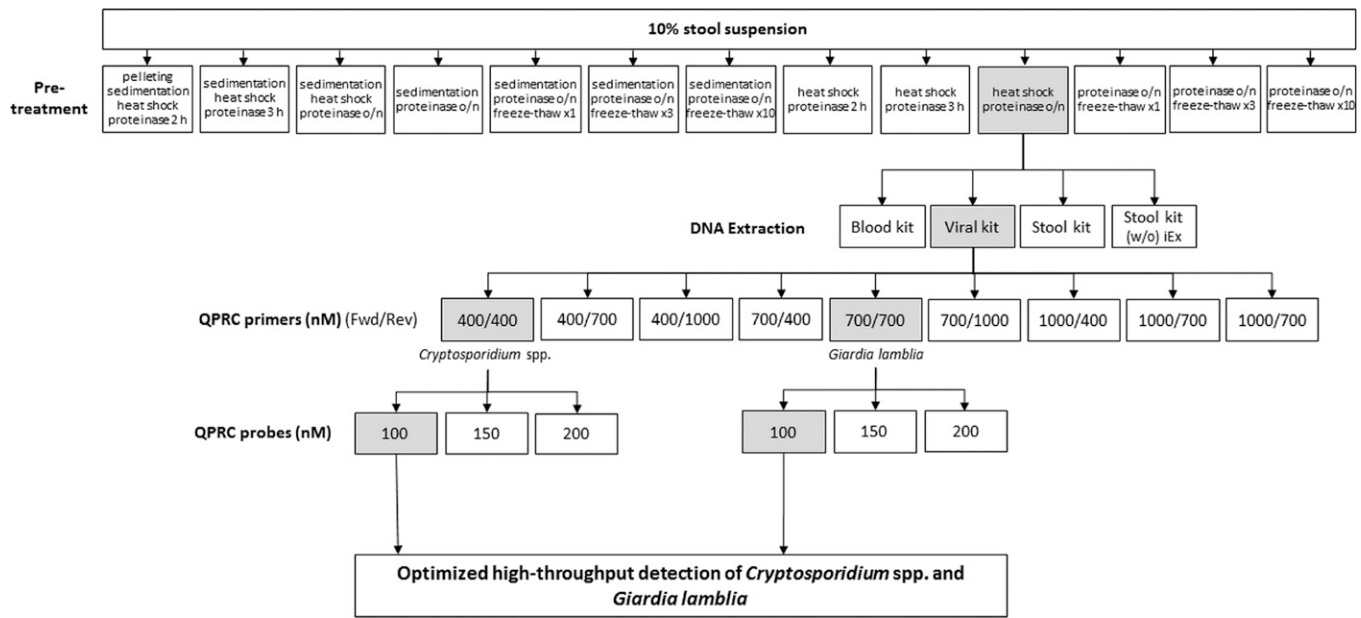 10% stool suspension
Pre-
treatment
pelleting
sedimentation
heat shock
proteinase 2 h
sedimentation
heat shock
proteinase 3 h
sedimentation
heat shock
proteinase o/n
sedimentation
proteinase o/n
sedimentation
proteinase o/n
freeze-thaw x1
sedimentation
proteinase o/n
freeze-thaw x3
sedimentation
proteinase o/n
freeze-thaw x10
heat shock
proteinase 2 h
heat shock
proteinase 3 h
heat shock
proteinase o/n
proteinase o/n
freeze-thaw x1
proteinase o/n
freeze-thaw x3
proteinase o/n
freeze-thaw x10
DNA Extraction
Blood kit
Viral kit
Stool kit
Stool kit
(w/o) iEx
QPRC primers (nM) (Fwd/Rev)
400/400
400/700
400/1000
700/400
700/700
700/1000
1000/400
1000/700
1000/700
Cryptosporidium spp.
Giardia lamblia
QPRC probes (nM)
100
150
200
100
150
200
Optimized high-throughput detection of Cryptosporidium spp. and
Giardia lamblia